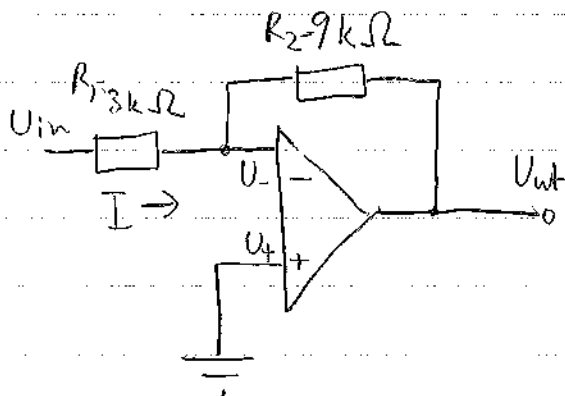 R2-9kΩ
R1-3kΩ
Uin
U-
-
Uut
I →
U+
+